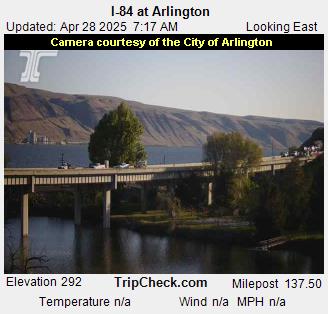 I-84 at Arlington
Updated: Apr 28 2025 7:17 AM Looking East
Camera courtesy of the City of Arlington
Elevation 292 TripCheck.com Milepost 137.50
Temperature n/a Wind n/a MPH n/a